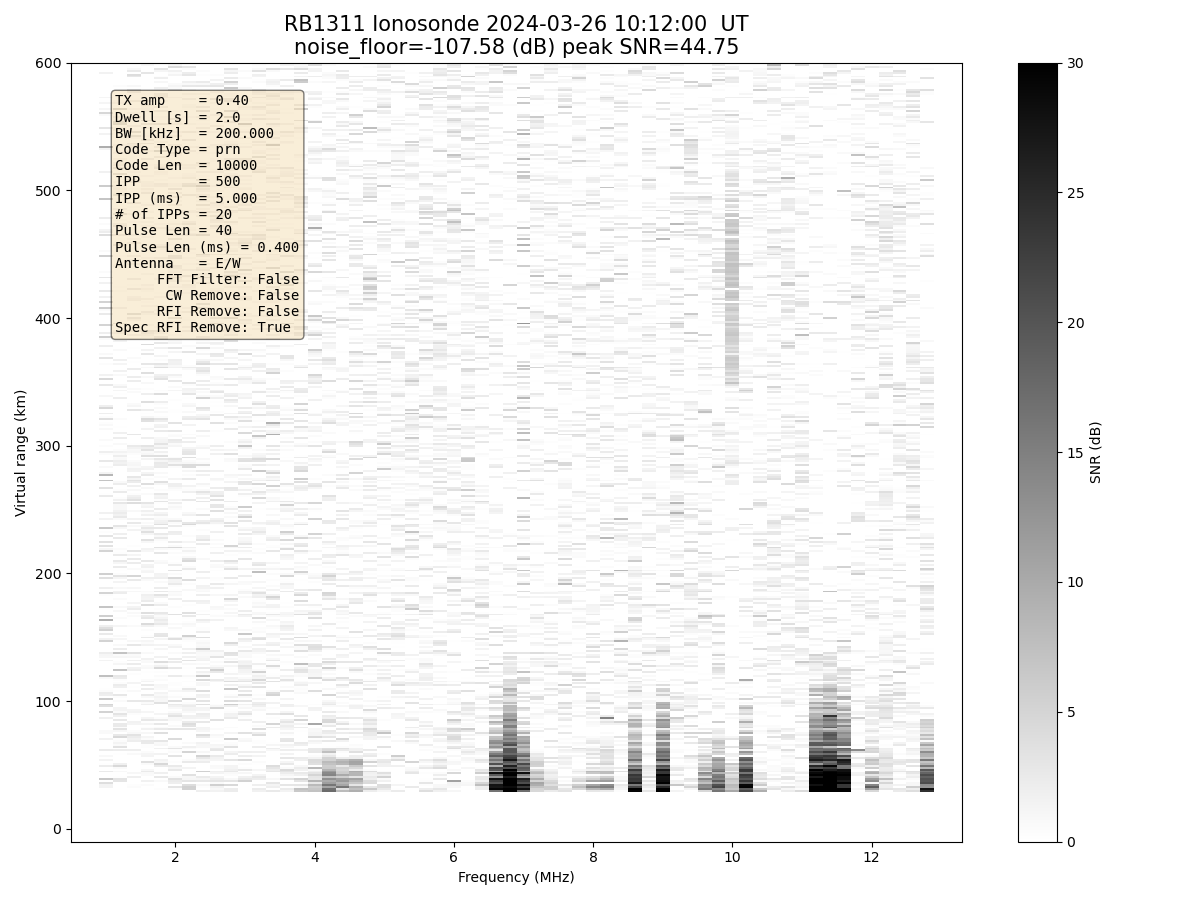 RB1311 Ionosonde 2024-03-26 10:12:00  UT
noise_floor=-107.58 (dB) peak SNR=44.75
TX amp    = 0.40
Dwell [s] = 2.0
BW [kHz]  = 200.000
Code Type = prn
Code Len  = 10000
IPP       = 500
IPP (ms)  = 5.000
# of IPPs = 20
Pulse Len = 40
Pulse Len (ms) = 0.400
Antenna   = E/W
FFT Filter: False
CW Remove: False
RFI Remove: False
Spec RFI Remove: True
600
500
400
300
200
100
0
Virtual range (km)
2
4
6
8
10
12
Frequency (MHz)
30
25
20
15
10
5
0
SNR (dB)